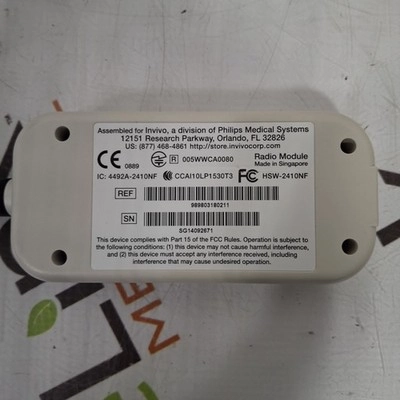 Assembled for Invivo, a division of Philips Medical Systems
12151 Research Parkway, Orlando, FL 32826
US: (877) 468-4861 http://store.invivocorp.com
CE 0889 R 005WWCA0080 Radio Module
Made in Singapore
IC: 4492A-2410NF CCAI10LP1530T3 FC HSW-2410NF
REF
989803180211
SN
SG14092671
This device complies with Part 15 of the FCC Rules. Operation is subject to
the following conditions: (1) this device may not cause harmful interference,
and (2) this device must accept any interference received, including
interference that may cause undesired operation.